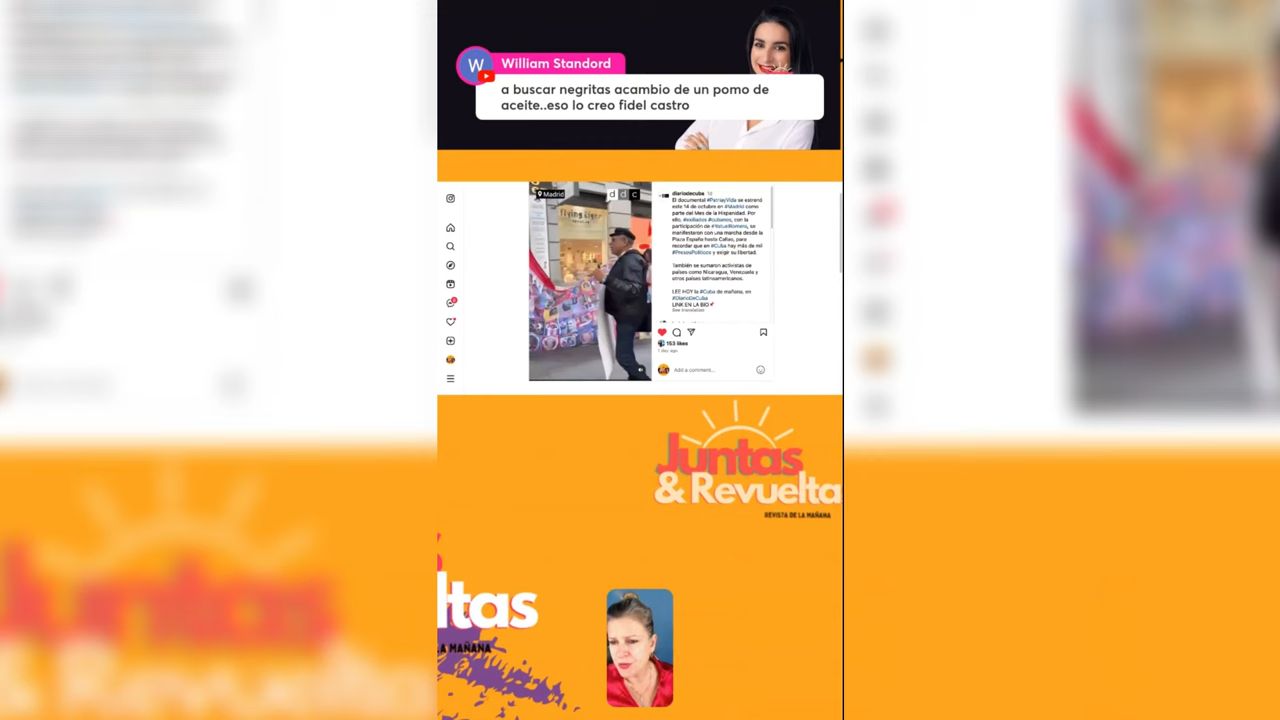 W
William Standord
a buscar negritas acambio de un pomo de
aceite..eso lo creo fidel castro
Madrid
d d c
flying tiger
diariodecuba 1d
El documental #PatriayVida se estrenó
este 14 de octubre en #Madrid como
parte del Mes de la Hispanidad. Por
ello, #exiliados #cubanos, con la
participación de #YotuelRomero, se
manifestaron con una marcha desde la
Plaza España hasta Callao, para
recordar que en #Cuba hay más de mil
#PresosPolíticos y exigir su libertad.
También se sumaron activistas de
países como Nicaragua, Venezuela y
otros países latinoamericanos.
LEE HOY la #Cuba de mañana, en
#DiarioDeCuba
LINK EN LA BIO
See translation
153 likes
1 day ago
Add a comment...
Juntas
& Revuelta
REVISTA DE LA MAÑANA
ltas
A MAÑANA